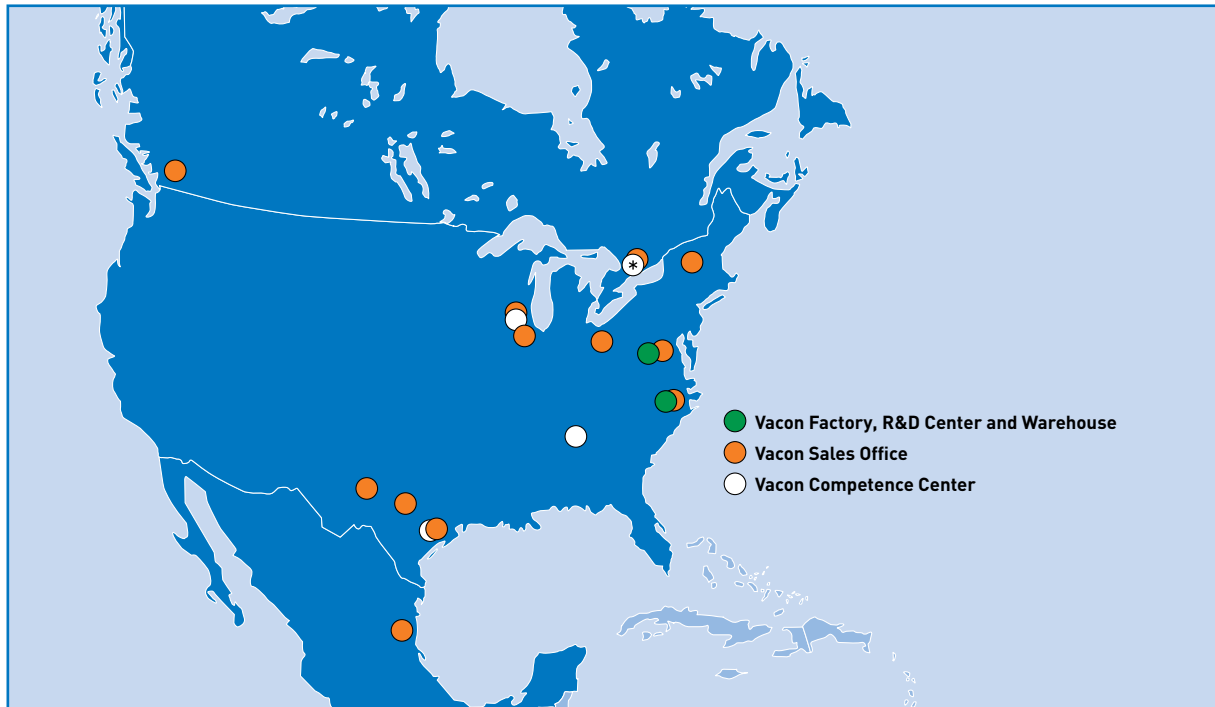 *
Vacon Factory, R&D Center and Warehouse
Vacon Sales Office
Vacon Competence Center